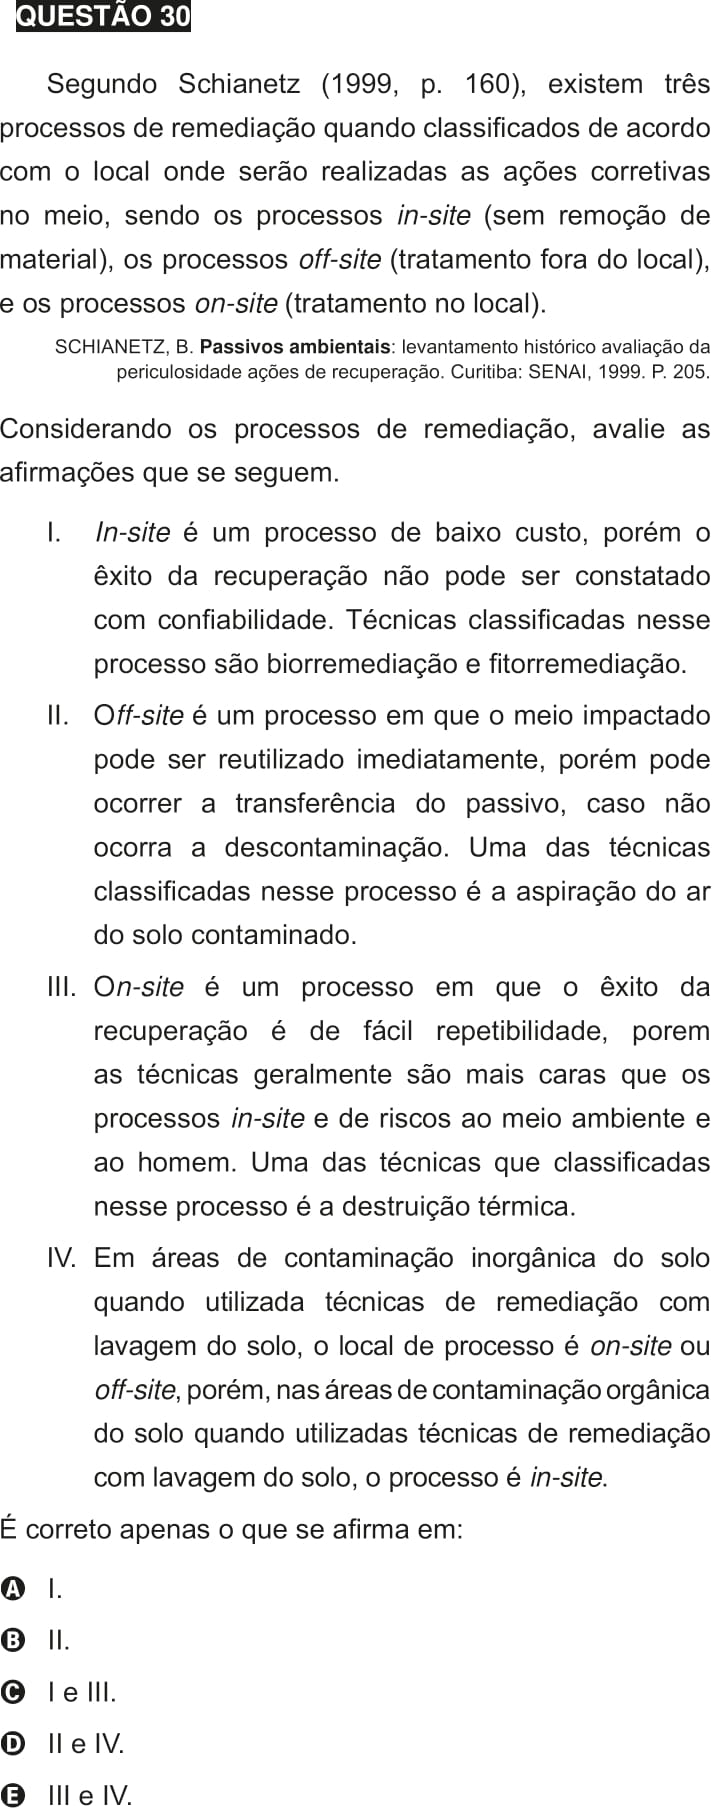 QUESTÃO 30
Segundo Schianetz (1999, p. 160), existem três
processos de remediação quando classificados de acordo
com o local onde serão realizadas as ações corretivas
no meio, sendo os processos in-site (sem remoção de
material), os processos off-site (tratamento fora do local),
e os processos on-site (tratamento no local).
SCHIANETZ, B. Passivos ambientais: levantamento histórico avaliação da
periculosidade ações de recuperação. Curitiba: SENAI, 1999. P. 205.
Considerando os processos de remediação, avalie as
afirmações que se seguem.
I. In-site é um processo de baixo custo, porém o
êxito da recuperação não pode ser constatado
com confiabilidade. Técnicas classificadas nesse
processo são biorremediação e fitorremediação.
II. Off-site é um processo em que o meio impactado
pode ser reutilizado imediatamente, porém pode
ocorrer a transferência do passivo, caso não
ocorra a descontaminação. Uma das técnicas
classificadas nesse processo é a aspiração do ar
do solo contaminado.
III. On-site é um processo em que o êxito da
recuperação é de fácil repetibilidade, porem
as técnicas geralmente são mais caras que os
processos in-site e de riscos ao meio ambiente e
ao homem. Uma das técnicas que classificadas
nesse processo é a destruição térmica.
IV. Em áreas de contaminação inorgânica do solo
quando utilizada técnicas de remediação com
lavagem do solo, o local de processo é on-site ou
off-site, porém, nas áreas de contaminação orgânica
do solo quando utilizadas técnicas de remediação
com lavagem do solo, o processo é in-site.
É correto apenas o que se afirma em:
A I.
B II.
C I e III.
D II e IV.
E III e IV.